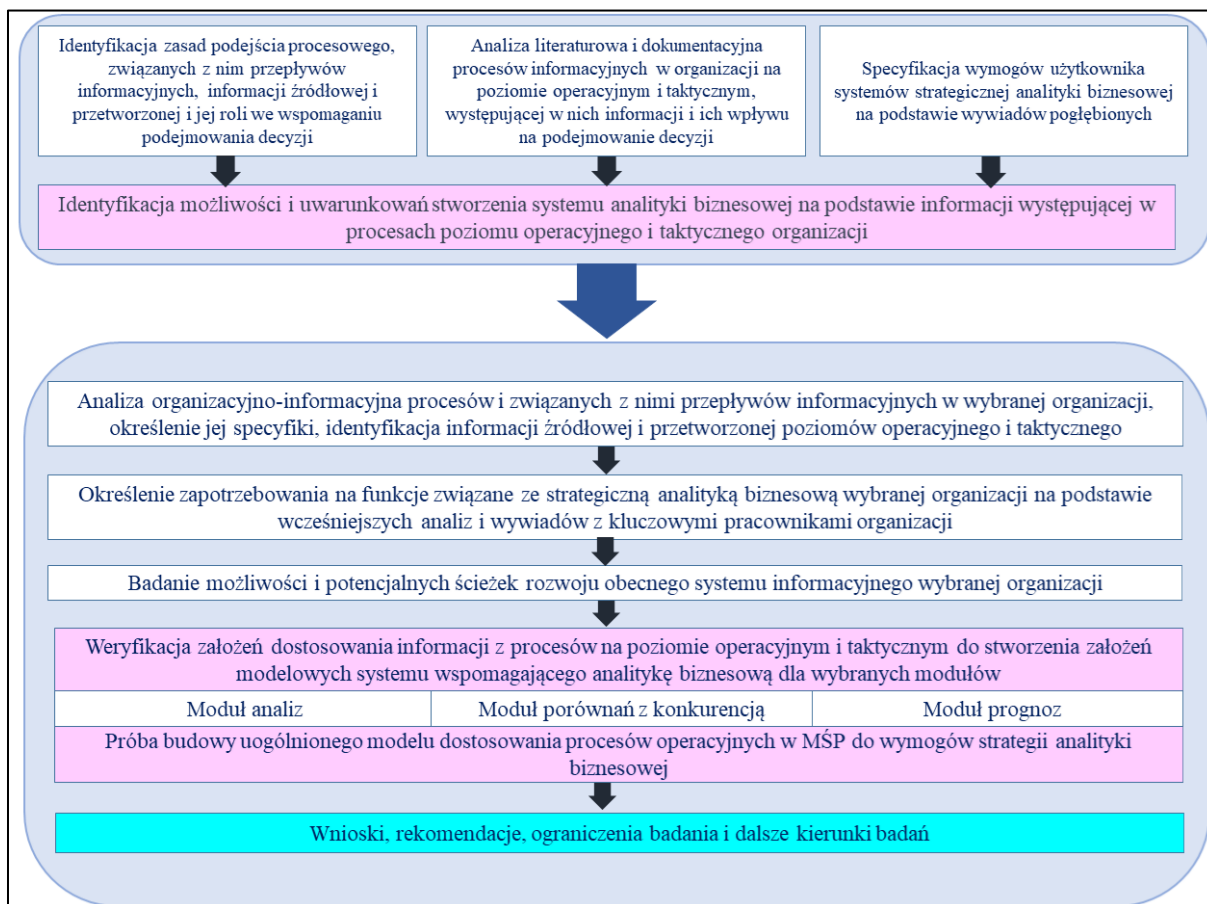 Identyfikacja zasad podejścia procesowego,
związanych z nim przepływów
informacyjnych, informacji źródłowej i
przetworzonej i jej roli we wspomaganiu
podejmowania decyzji
Analiza literaturowa i dokumentacyjna
procesów informacyjnych w organizacji na
poziomie operacyjnym i taktycznym,
występującej w nich informacji i ich wpływu
na podejmowanie decyzji
Specyfikacja wymogów użytkownika
systemów strategicznej analityki biznesowej
na podstawie wywiadów pogłębionych
Identyfikacja możliwości i uwarunkowań stworzenia systemu analityki biznesowej na podstawie informacji występującej w
procesach poziomu operacyjnego i taktycznego organizacji
Analiza organizacyjno-informacyjna procesów i związanych z nimi przepływów informacyjnych w wybranej organizacji,
określenie jej specyfiki, identyfikacja informacji źródłowej i przetworzonej poziomów operacyjnego i taktycznego
Określenie zapotrzebowania na funkcje związane ze strategiczną analityką biznesową wybranej organizacji na podstawie
wcześniejszych analiz i wywiadów z kluczowymi pracownikami organizacji
Badanie możliwości i potencjalnych ścieżek rozwoju obecnego systemu informacyjnego wybranej organizacji
Weryfikacja założeń dostosowania informacji z procesów na poziomie operacyjnym i taktycznym do stworzenia założeń
modelowych systemu wspomagającego analitykę biznesową dla wybranych modułów
Moduł analiz
Moduł porównań z konkurencją
Moduł prognoz
Próba budowy uogólnionego modelu dostosowania procesów operacyjnych w MŚP do wymogów strategii analityki
biznesowej
Wnioski, rekomendacje, ograniczenia badania i dalsze kierunki badań